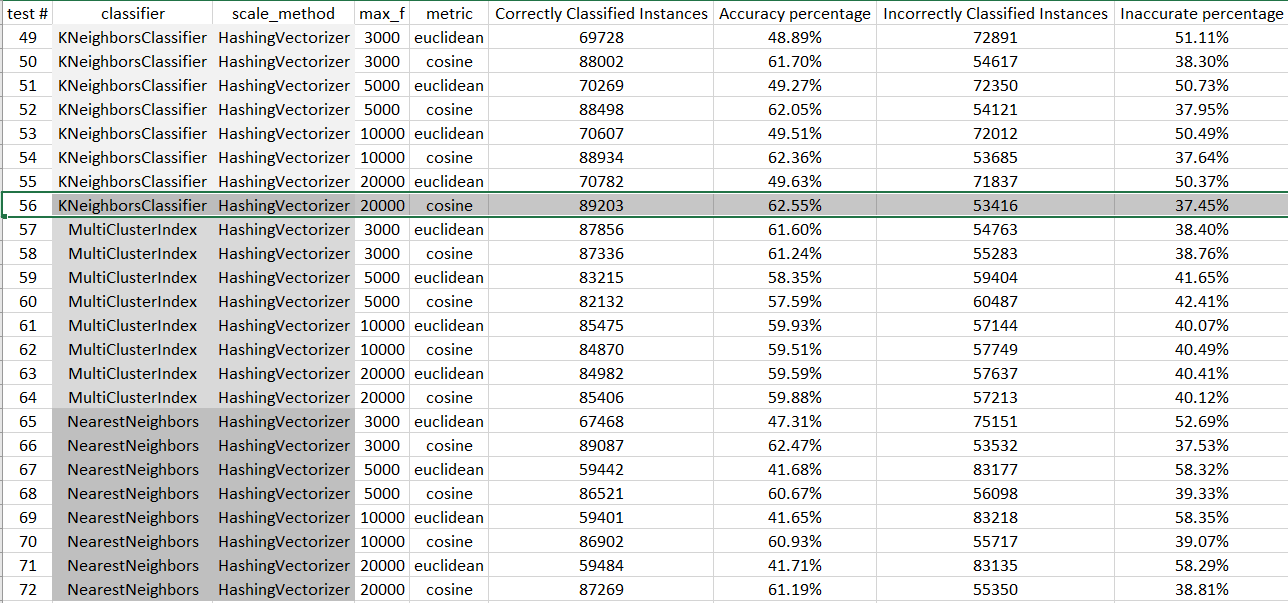 test # classifier scale_method max_f metric Correctly Classified Instances Accuracy percentage Incorrectly Classified Instances Inaccurate percentage
49 KNeighborsClassifier HashingVectorizer 3000 euclidean 69728 48.89% 72891 51.11%
50 KNeighborsClassifier HashingVectorizer 3000 cosine 88002 61.70% 54617 38.30%
51 KNeighborsClassifier HashingVectorizer 5000 euclidean 70269 49.27% 72350 50.73%
52 KNeighborsClassifier HashingVectorizer 5000 cosine 88498 62.05% 54121 37.95%
53 KNeighborsClassifier HashingVectorizer 10000 euclidean 70607 49.51% 72012 50.49%
54 KNeighborsClassifier HashingVectorizer 10000 cosine 88934 62.36% 53685 37.64%
55 KNeighborsClassifier HashingVectorizer 20000 euclidean 70782 49.63% 71837 50.37%
56 KNeighborsClassifier HashingVectorizer 20000 cosine 89203 62.55% 53416 37.45%
57 MultiClusterIndex HashingVectorizer 3000 euclidean 87856 61.60% 54763 38.40%
58 MultiClusterIndex HashingVectorizer 3000 cosine 87336 61.24% 55283 38.76%
59 MultiClusterIndex HashingVectorizer 5000 euclidean 83215 58.35% 59404 41.65%
60 MultiClusterIndex HashingVectorizer 5000 cosine 82132 57.59% 60487 42.41%
61 MultiClusterIndex HashingVectorizer 10000 euclidean 85475 59.93% 57144 40.07%
62 MultiClusterIndex HashingVectorizer 10000 cosine 84870 59.51% 57749 40.49%
63 MultiClusterIndex HashingVectorizer 20000 euclidean 84982 59.59% 57637 40.41%
64 MultiClusterIndex HashingVectorizer 20000 cosine 85406 59.88% 57213 40.12%
65 NearestNeighbors HashingVectorizer 3000 euclidean 67468 47.31% 75151 52.69%
66 NearestNeighbors HashingVectorizer 3000 cosine 89087 62.47% 53532 37.53%
67 NearestNeighbors HashingVectorizer 5000 euclidean 59442 41.68% 83177 58.32%
68 NearestNeighbors HashingVectorizer 5000 cosine 86521 60.67% 56098 39.33%
69 NearestNeighbors HashingVectorizer 10000 euclidean 59401 41.65% 83218 58.35%
70 NearestNeighbors HashingVectorizer 10000 cosine 86902 60.93% 55717 39.07%
71 NearestNeighbors HashingVectorizer 20000 euclidean 59484 41.71% 83135 58.29%
72 NearestNeighbors HashingVectorizer 20000 cosine 87269 61.19% 55350 38.81%